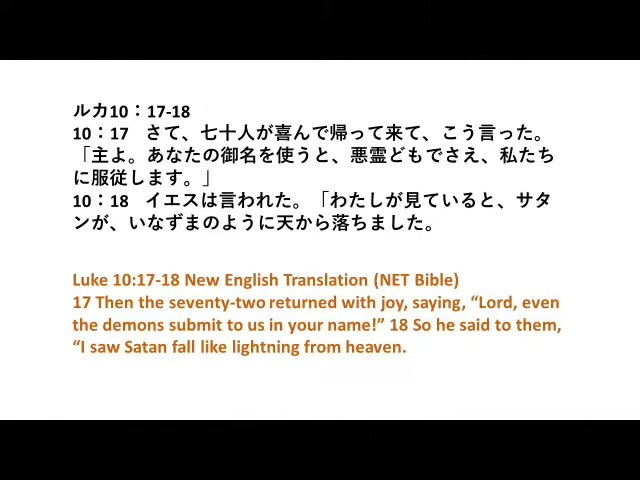 ルカ10：17-18
10：17　さて、七十人が喜んで帰って来て、こう言った。
「主よ。あなたの御名を使うと、悪霊どもでさえ、私たち
に服従します。」
10：18　イエスは言われた。「わたしが見ていると、サタ
ンが、いなずまのように天から落ちました。
Luke 10:17-18 New English Translation (NET Bible)
17 Then the seventy-two returned with joy, saying, “Lord, even
the demons submit to us in your name!” 18 So he said to them,
“I saw Satan fall like lightning from heaven.